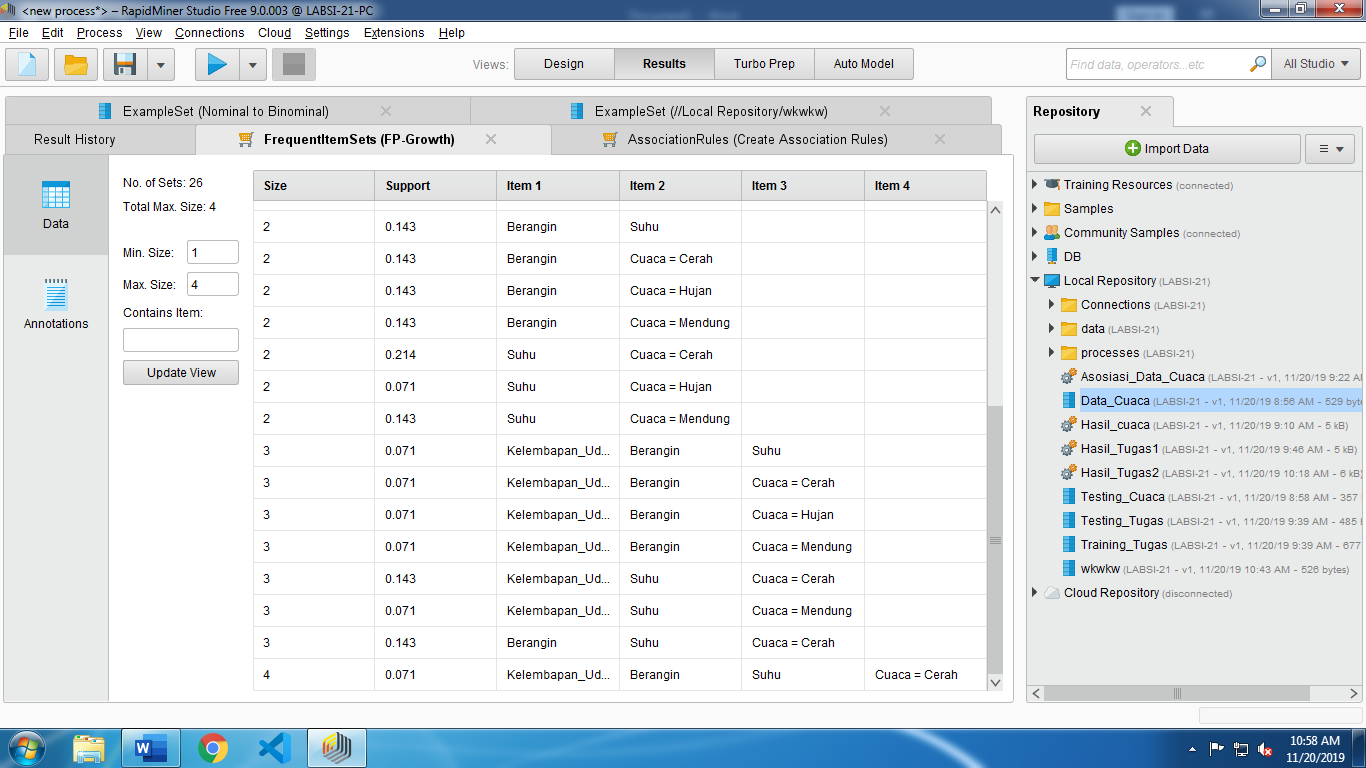 <new process*> – RapidMiner Studio Free 9.0.003 @ LABSI-21-PC
File Edit Process View Connections Cloud Settings Extensions Help
Views: Design Results Turbo Prep Auto Model
Find data, operators...etc
All Studio
ExampleSet (Nominal to Binominal)
ExampleSet (//Local Repository/wkwkw)
Result History
FrequentItemSets (FP-Growth)
AssociationRules (Create Association Rules)
Data
Annotations
No. of Sets: 26
Total Max. Size: 4
Min. Size: 1
Max. Size: 4
Contains Item:
Update View
Size Support Item 1 Item 2 Item 3 Item 4
2 0.143 Berangin Suhu
2 0.143 Berangin Cuaca = Cerah
2 0.143 Berangin Cuaca = Hujan
2 0.143 Berangin Cuaca = Mendung
2 0.214 Suhu Cuaca = Cerah
2 0.071 Suhu Cuaca = Hujan
2 0.143 Suhu Cuaca = Mendung
3 0.071 Kelembapan_Ud... Berangin Suhu
3 0.071 Kelembapan_Ud... Berangin Cuaca = Cerah
3 0.071 Kelembapan_Ud... Berangin Cuaca = Hujan
3 0.071 Kelembapan_Ud... Berangin Cuaca = Mendung
3 0.143 Kelembapan_Ud... Suhu Cuaca = Cerah
3 0.071 Kelembapan_Ud... Suhu Cuaca = Mendung
3 0.143 Berangin Suhu Cuaca = Cerah
4 0.071 Kelembapan_Ud... Berangin Suhu Cuaca = Cerah
Repository
Import Data
Training Resources (connected)
Samples
Community Samples (connected)
DB
Local Repository (LABSI-21)
Connections (LABSI-21)
data (LABSI-21)
processes (LABSI-21)
Asosiasi_Data_Cuaca (LABSI-21 - v1, 11/20/19 9:22 A
Data_Cuaca (LABSI-21 - v1, 11/20/19 8:56 AM - 529 byt
Hasil_cuaca (LABSI-21 - v1, 11/20/19 9:10 AM - 5 kB)
Hasil_Tugas1 (LABSI-21 - v1, 11/20/19 9:46 AM - 5 kB)
Hasil_Tugas2 (LABSI-21 - v1, 11/20/19 10:18 AM - 6 kB)
Testing_Cuaca (LABSI-21 - v1, 11/20/19 8:58 AM - 357
Testing_Tugas (LABSI-21 - v1, 11/20/19 9:39 AM - 485 b
Training_Tugas (LABSI-21 - v1, 11/20/19 9:39 AM - 677
wkwkw (LABSI-21 - v1, 11/20/19 10:43 AM - 526 bytes)
Cloud Repository (disconnected)
10:58 AM
11/20/2019